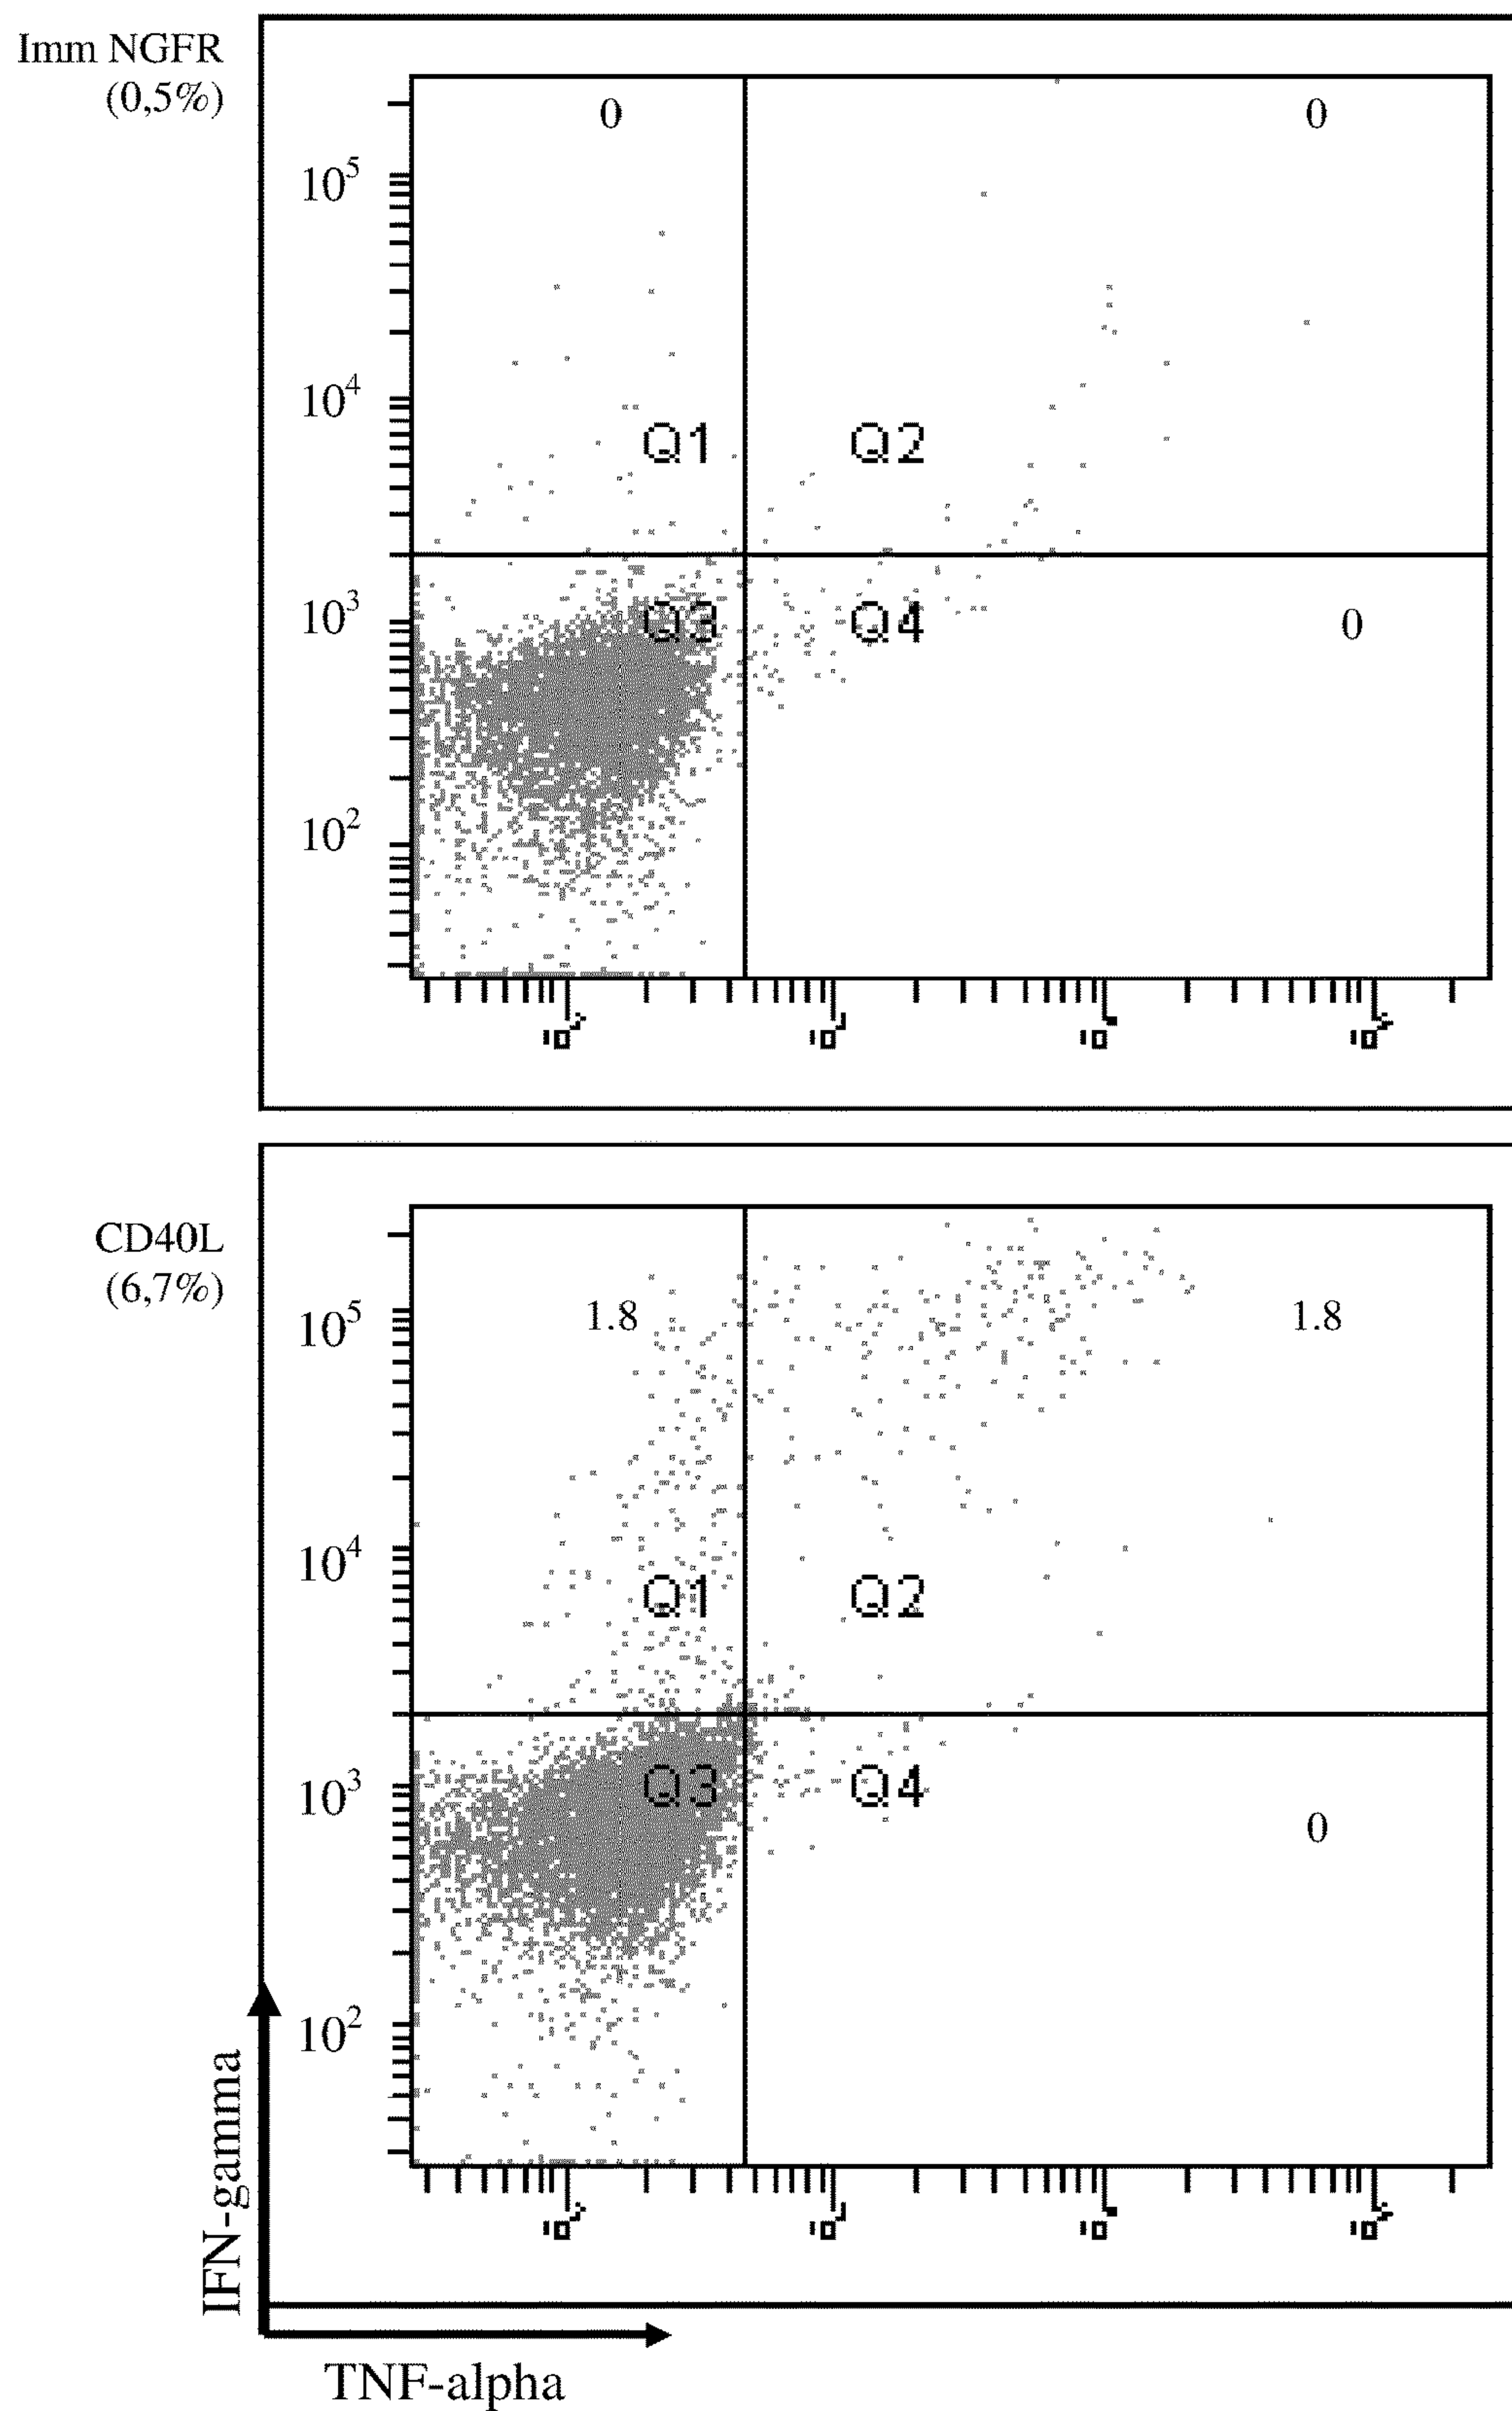 Imm NGFR
(0,5%)
0
0
10^5
10^4
Q1
Q2
10^3
Q3
Q4
0
10^2
CD40L
(6,7%)
1.8
1.8
10^5
10^4
Q1
Q2
10^3
Q3
Q4
0
10^2
IFN-gamma
TNF-alpha